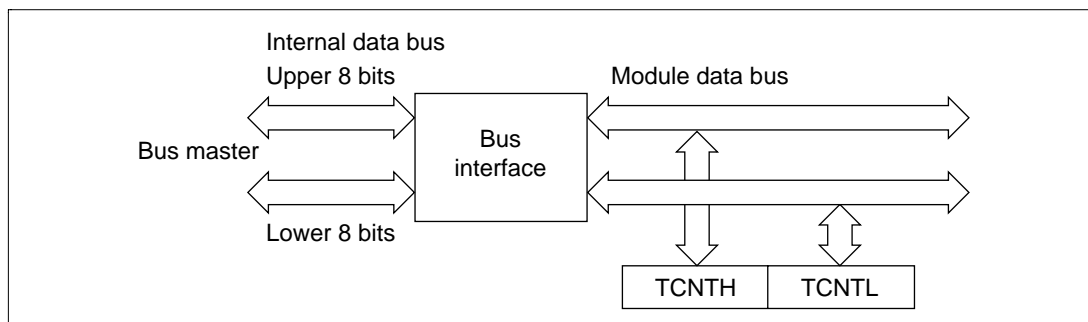 Internal data bus
Upper 8 bits
Module data bus
Bus
interface
Bus master
Lower 8 bits
TCNTH
TCNTL